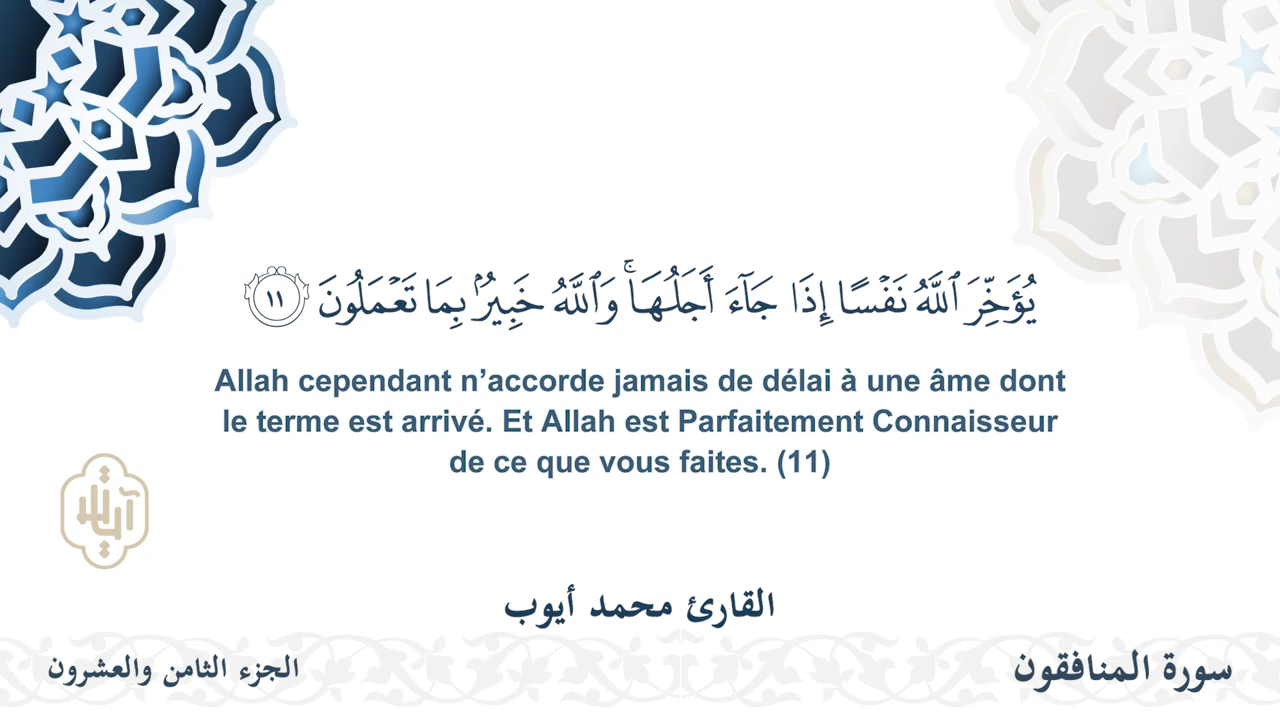 يُؤَخِّرَ ٱللَّهُ نَفْسًا إِذَا جَآءَ أَجَلُهَاۚ وَٱللَّهُ خَبِيرُۢ بِمَا تَعْمَلُونَ ١١
Allah cependant n’accorde jamais de délai à une âme dont
le terme est arrivé. Et Allah est Parfaitement Connaisseur
de ce que vous faites. (11)
القارئ محمد أيوب
سورة المنافقون
الجزء الثامن والعشرون